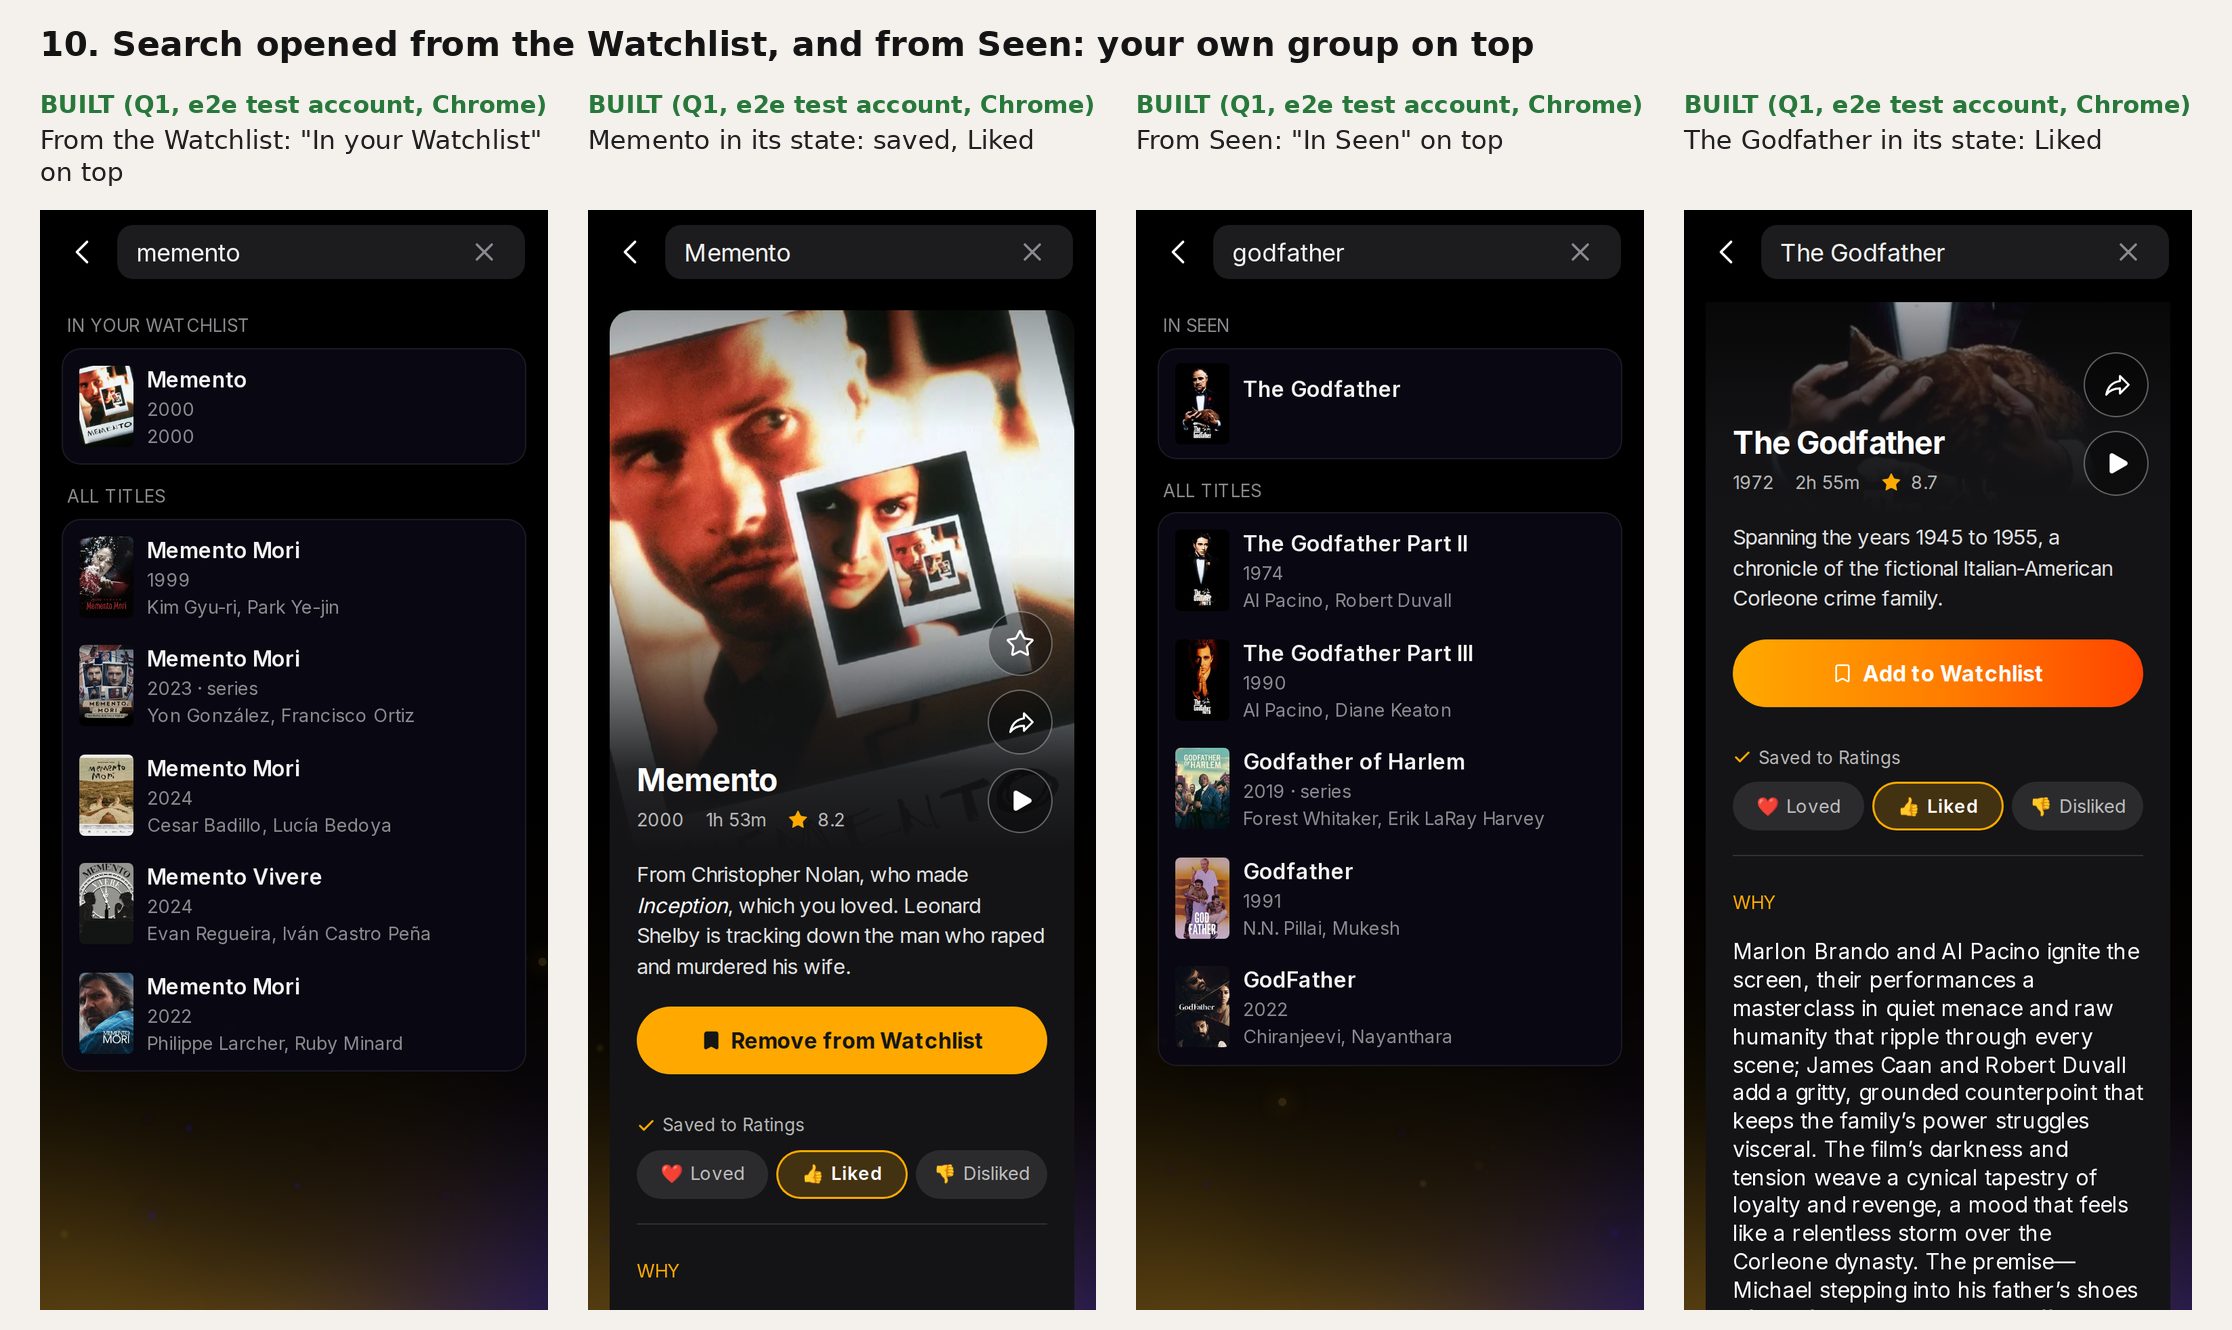 10. Search opened from the Watchlist, and from Seen: your own group on top
BUILT (Q1, e2e test account, Chrome)
From the Watchlist: "In your Watchlist"
on top
memento
IN YOUR WATCHLIST
Memento
2000
2000
ALL TITLES
Memento Mori
1999
Kim Gyu-ri, Park Ye-jin
Memento Mori
2023 · series
Yon González, Francisco Ortiz
Memento Mori
2024
Cesar Badillo, Lucía Bedoya
Memento Vivere
2024
Evan Regueira, Iván Castro Peña
Memento Mori
2022
Philippe Larcher, Ruby Minard
BUILT (Q1, e2e test account, Chrome)
Memento in its state: saved, Liked
Memento
Memento
2000 1h 53m 8.2
From Christopher Nolan, who made
Inception, which you loved. Leonard
Shelby is tracking down the man who raped
and murdered his wife.
Remove from Watchlist
Saved to Ratings
Loved Liked Disliked
WHY
BUILT (Q1, e2e test account, Chrome)
From Seen: "In Seen" on top
godfather
IN SEEN
The Godfather
ALL TITLES
The Godfather Part II
1974
Al Pacino, Robert Duvall
The Godfather Part III
1990
Al Pacino, Diane Keaton
Godfather of Harlem
2019 · series
Forest Whitaker, Erik LaRay Harvey
Godfather
1991
N.N. Pillai, Mukesh
GodFather
2022
Chiranjeevi, Nayanthara
BUILT (Q1, e2e test account, Chrome)
The Godfather in its state: Liked
The Godfather
The Godfather
1972 2h 55m 8.7
Spanning the years 1945 to 1955, a
chronicle of the fictional Italian-American
Corleone crime family.
Add to Watchlist
Saved to Ratings
Loved Liked Disliked
WHY
Marlon Brando and Al Pacino ignite the
screen, their performances a
masterclass in quiet menace and raw
humanity that ripple through every
scene; James Caan and Robert Duvall
add a gritty, grounded counterpoint that
keeps the family’s power struggles
visceral. The film’s darkness and
tension weave a cynical tapestry of
loyalty and revenge, a mood that feels
like a relentless storm over the
Corleone dynasty. The premise—
Michael stepping into his father’s shoes